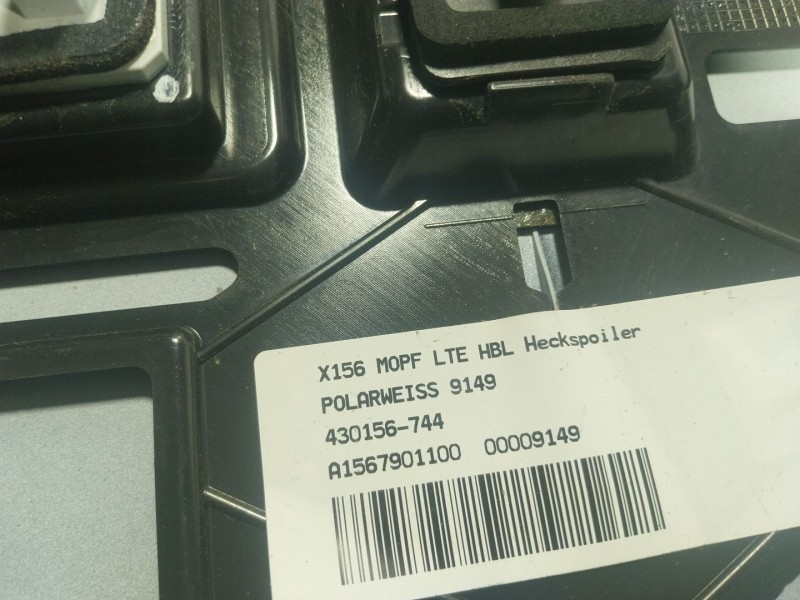 X156 MOPF LTE HBL Heckspoiler
POLARWEISS 9149
430156-744
A1567901100 00009149